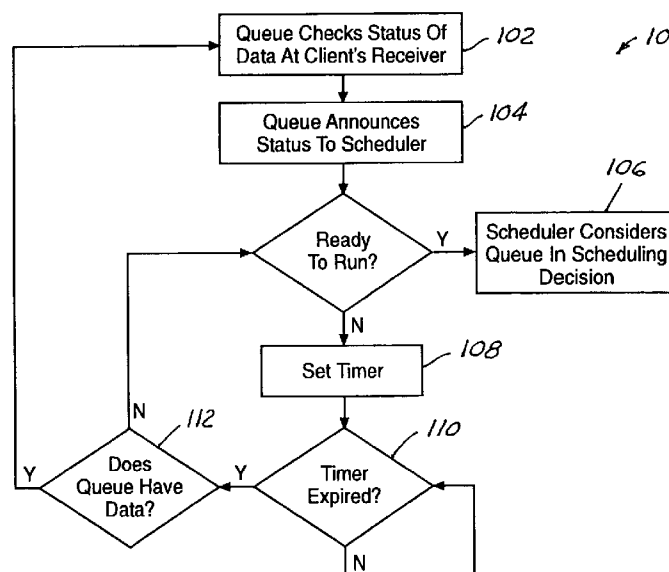 Queue Checks Status Of
Data At Client's Receiver
102
10
Queue Announces
Status To Scheduler
104
106
Ready
To Run?
Y
Scheduler Considers
Queue In Scheduling
Decision
N
Set Timer
108
N
112
110
Y
Does
Queue Have
Data?
Y
Timer
Expired?
N